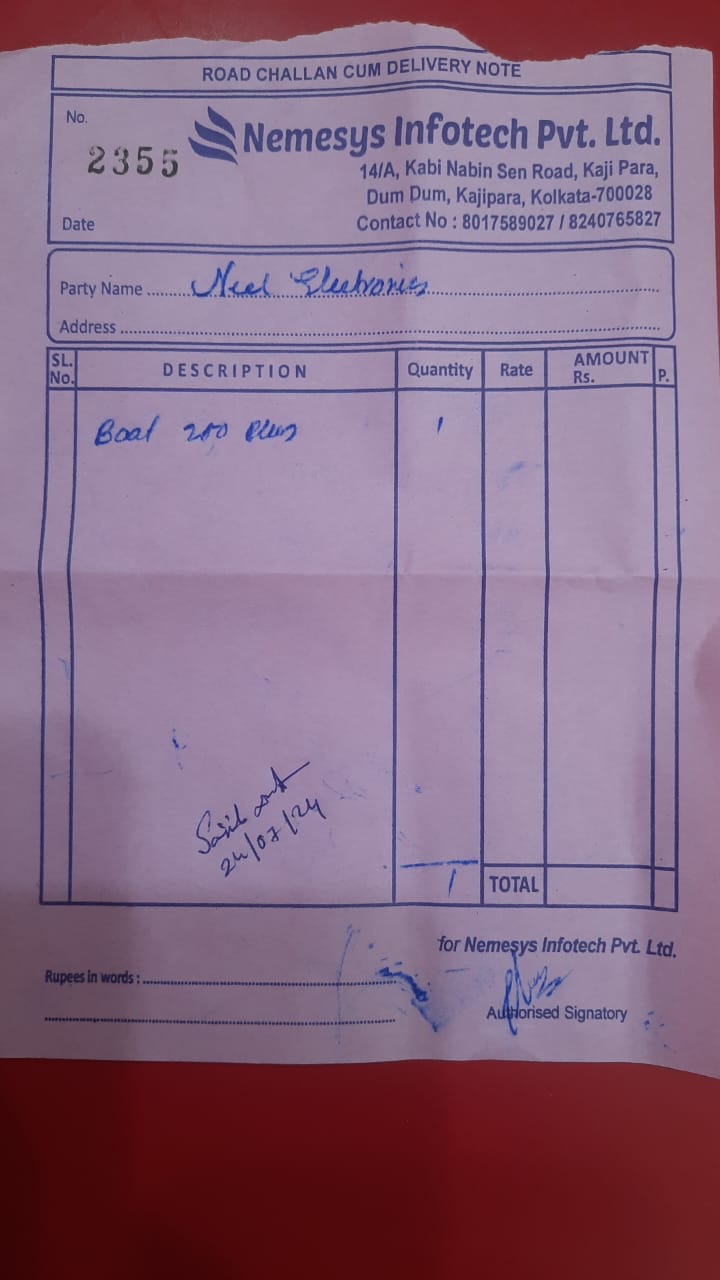 ROAD CHALLAN CUM DELIVERY NOTE
No.
2355
Nemesys Infotech Pvt. Ltd.
14/A, Kabi Nabin Sen Road, Kaji Para,
Dum Dum, Kajipara, Kolkata-700028
Date
Contact No : 8017589027 / 8240765827
Party Name Neel Electronics
Address
SL. No. DESCRIPTION Quantity Rate AMOUNT Rs. P.
Boat 200 Plus 1
24/07/24
1 TOTAL
for Nemesys Infotech Pvt. Ltd.
Rupees in words :
Authorised Signatory